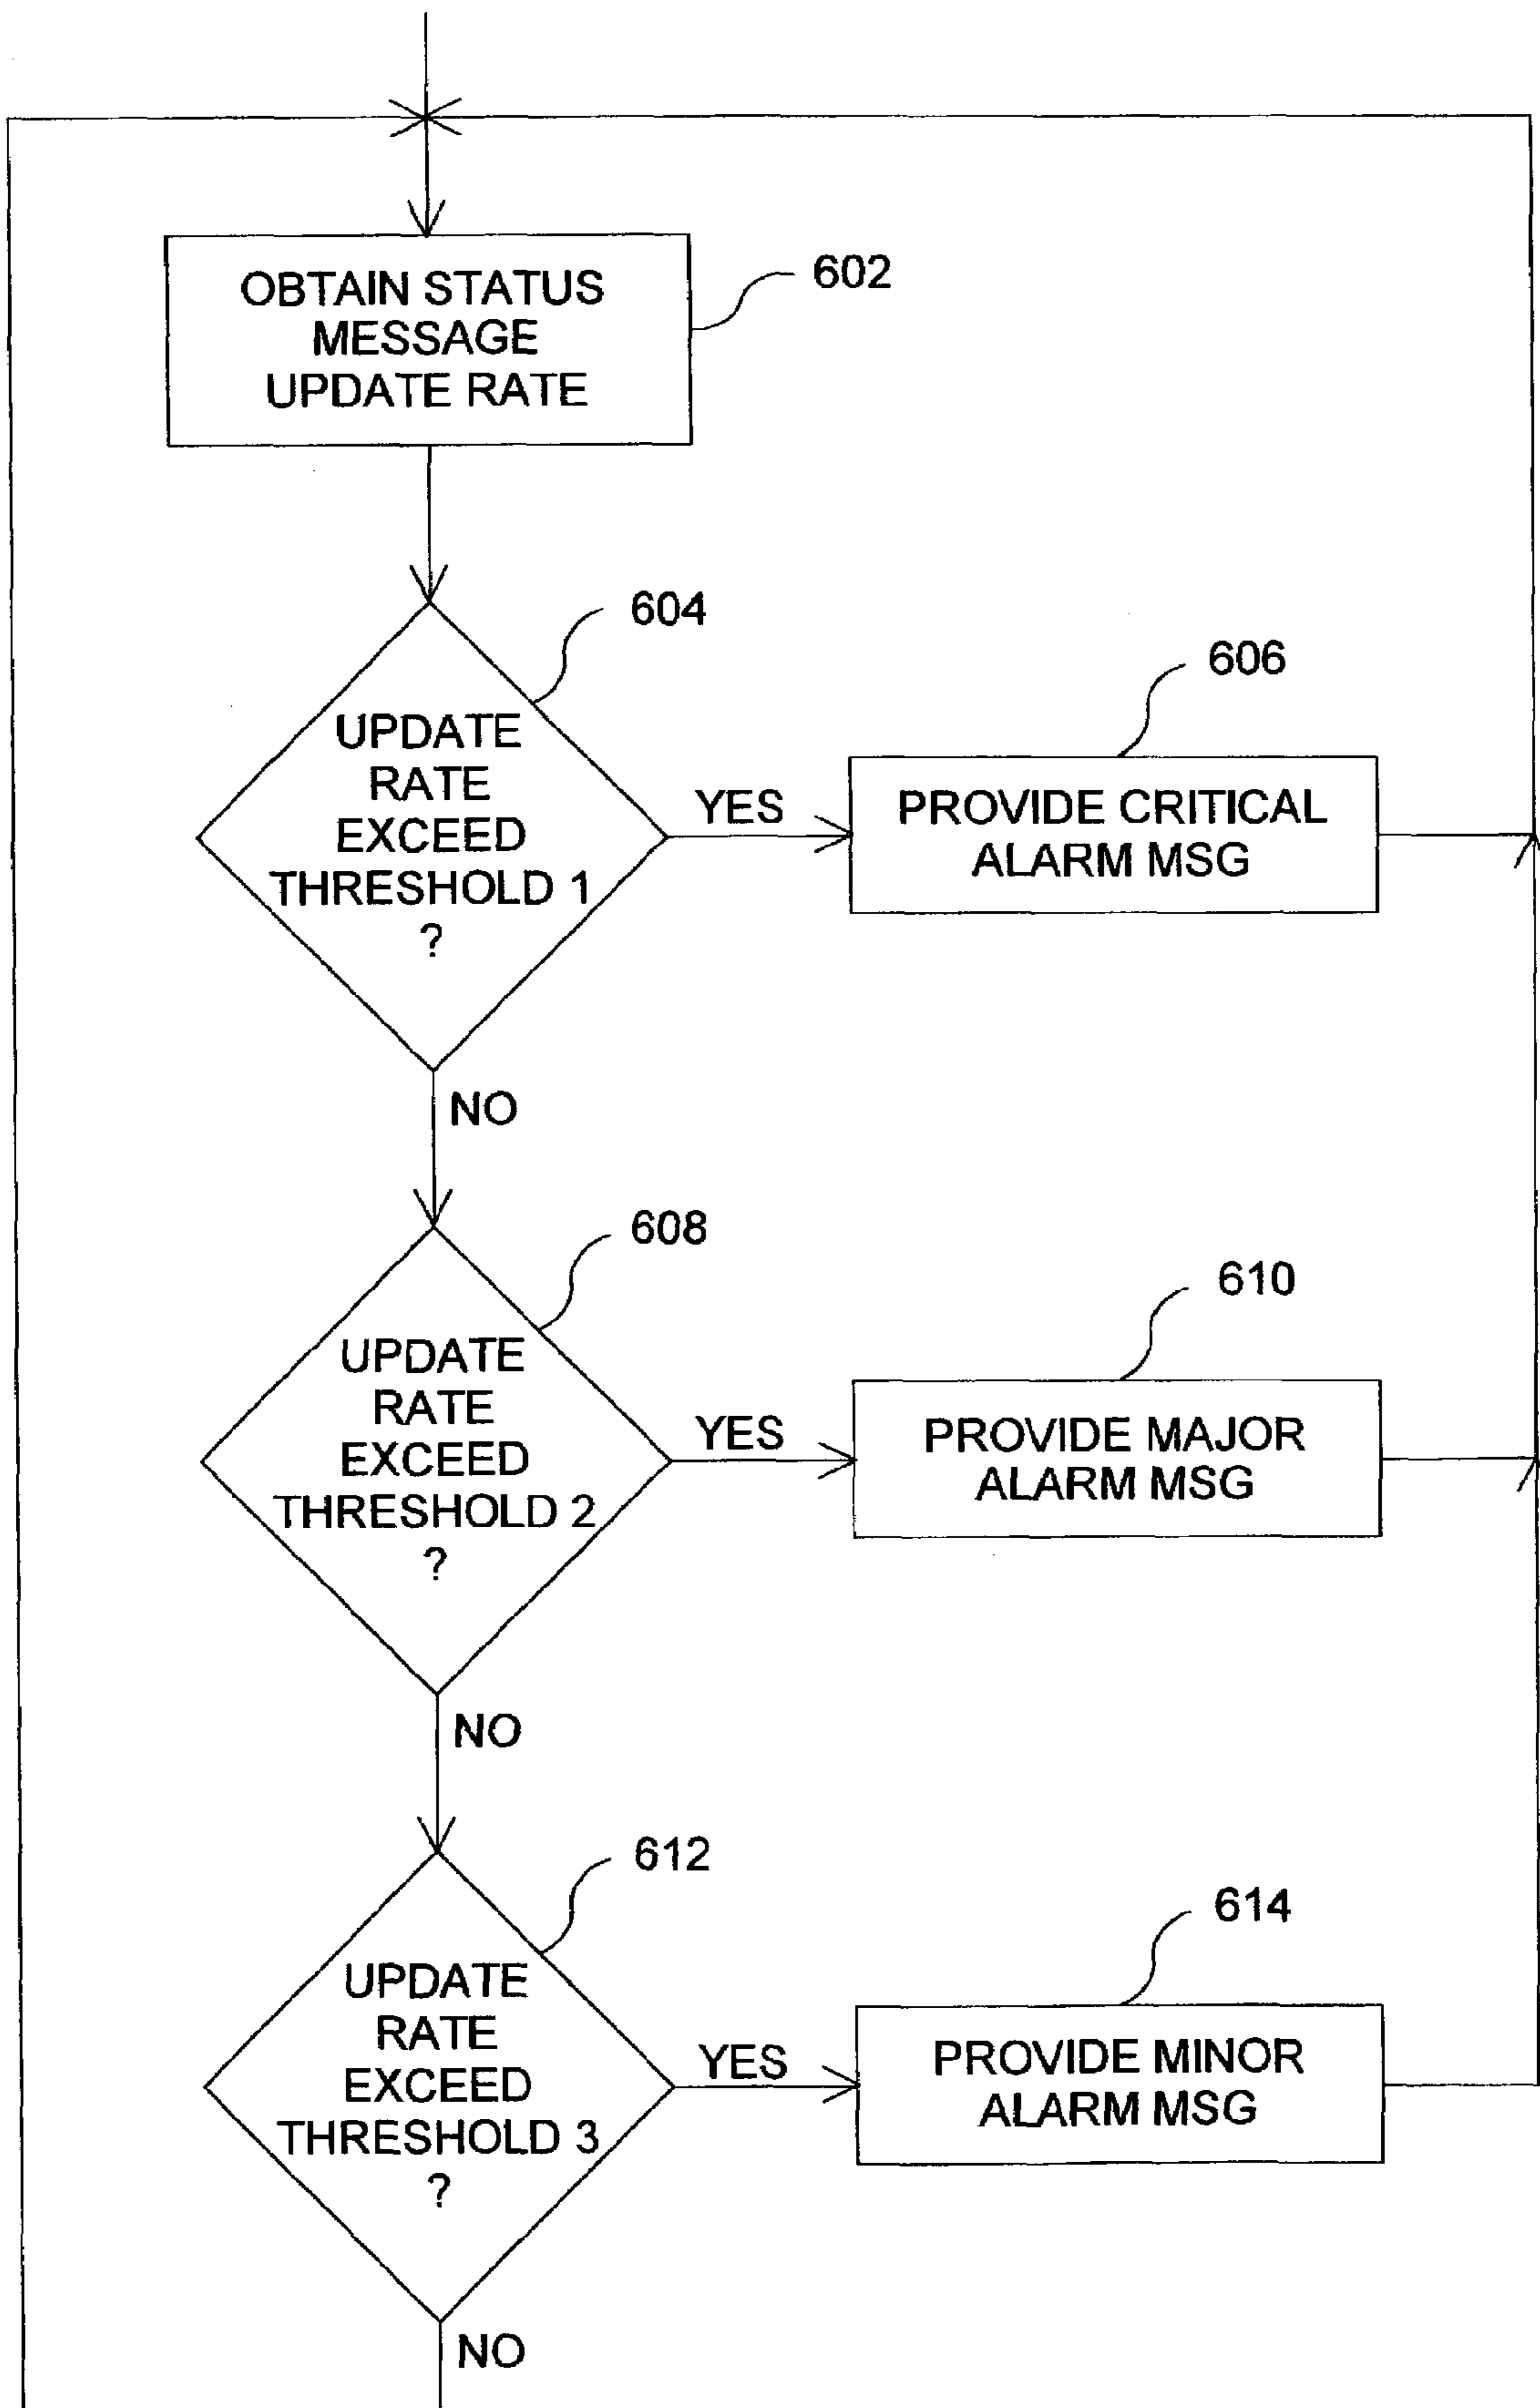 OBTAIN STATUS
MESSAGE
UPDATE RATE
602
604
UPDATE
RATE
EXCEED
THRESHOLD 1
?
YES
606
PROVIDE CRITICAL
ALARM MSG
NO
608
UPDATE
RATE
EXCEED
THRESHOLD 2
?
YES
610
PROVIDE MAJOR
ALARM MSG
NO
612
UPDATE
RATE
EXCEED
THRESHOLD 3
?
YES
614
PROVIDE MINOR
ALARM MSG
NO